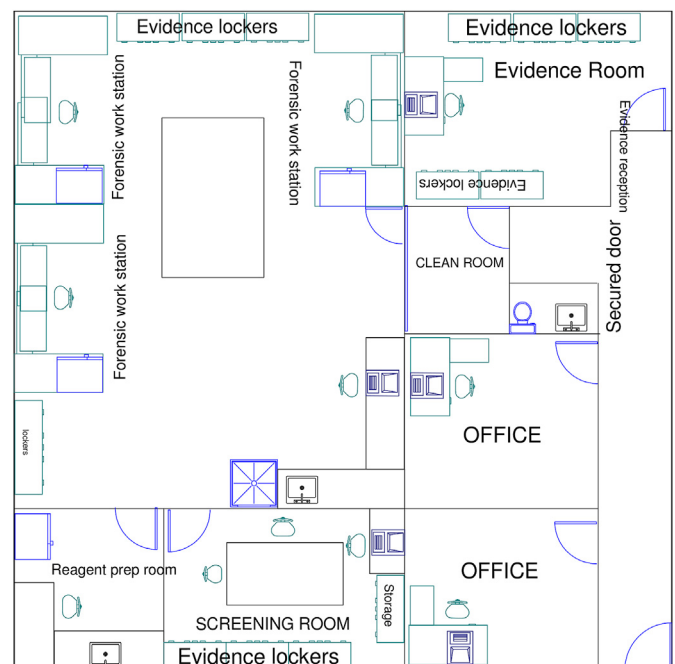 Evidence lockers
Evidence lockers
Evidence Room
Forensic work station
Forensic work station
Evidence reception
Evidence lockers
Secured door
CLEAN ROOM
Forensic work station
lockers
OFFICE
Reagent prep room
OFFICE
Storage
SCREENING ROOM
Evidence lockers